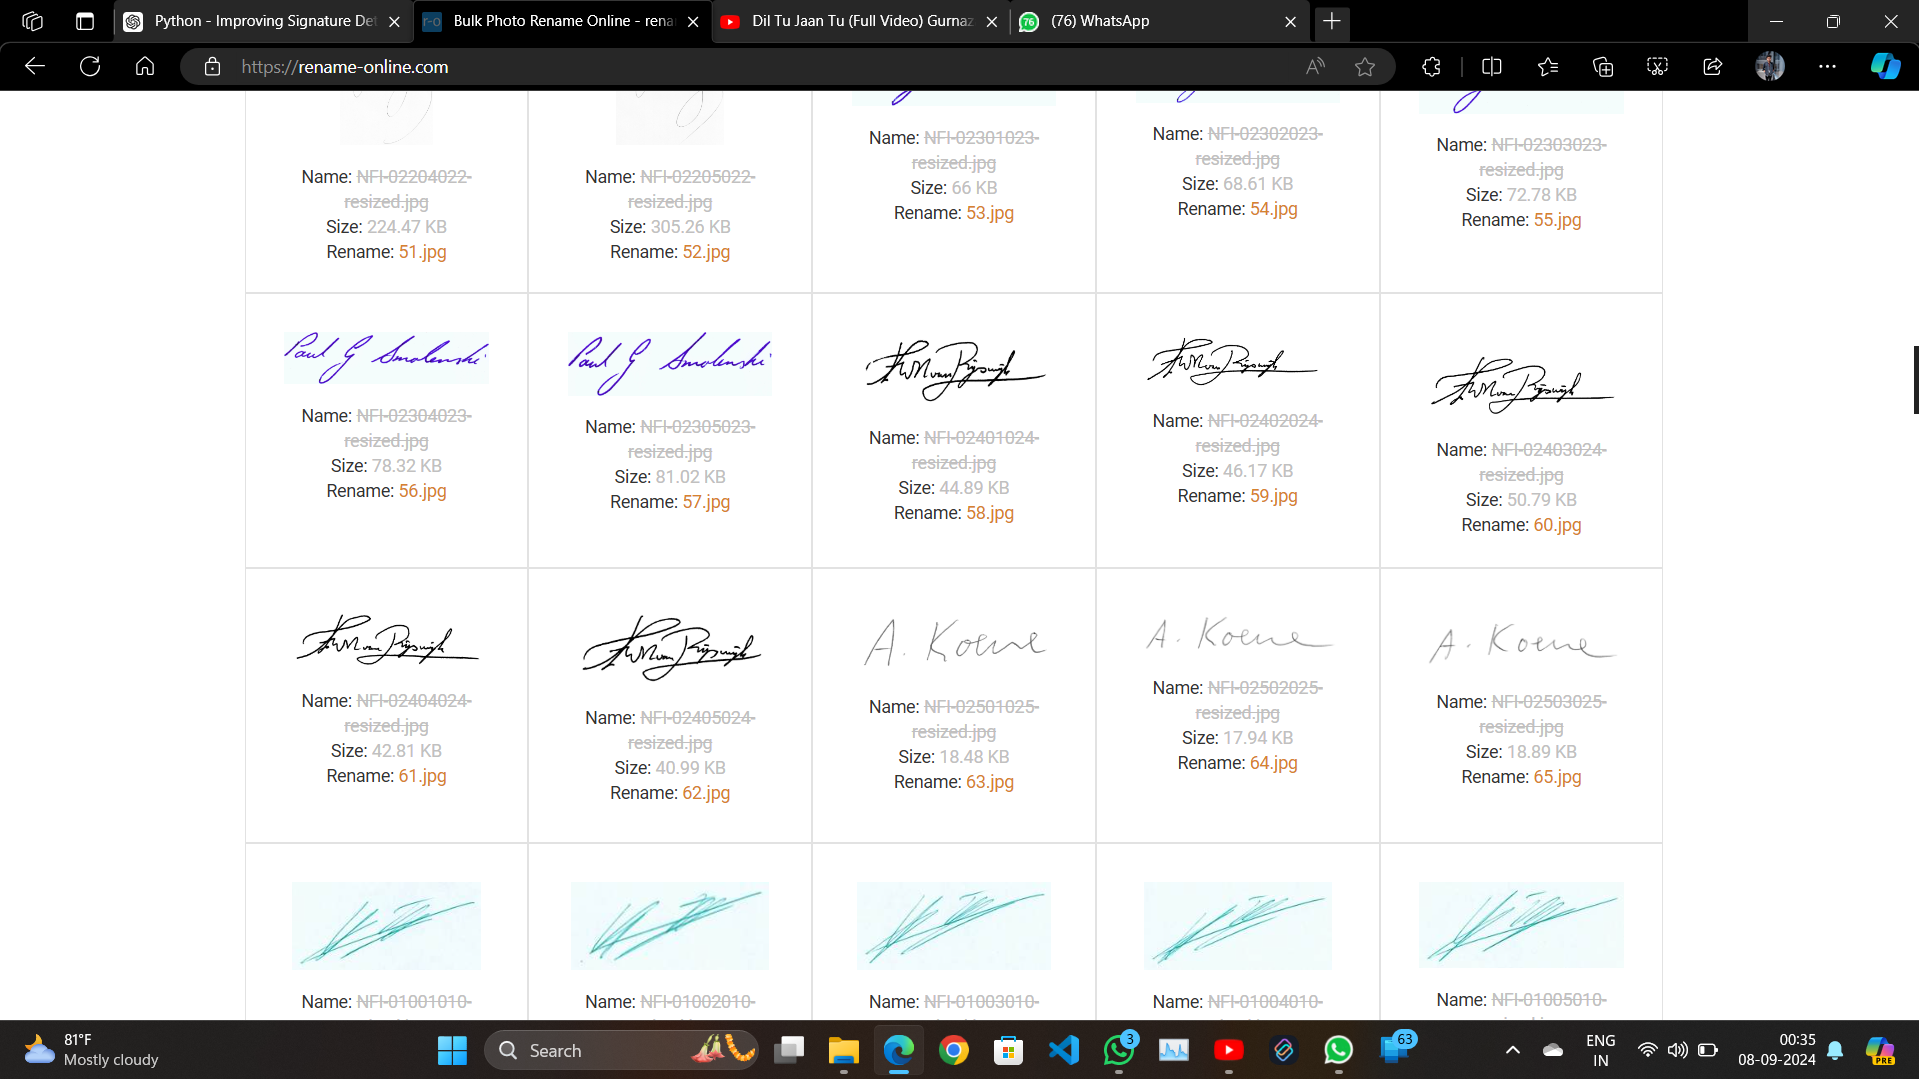 Python - Improving Signature Det
Bulk Photo Rename Online - rena
Dil Tu Jaan Tu (Full Video) Gurnaz
76
(76) WhatsApp
https://rename-online.com
Name: NFI-02204022-
resized.jpg
Size: 224.47 KB
Rename: 51.jpg
Name: NFI-02205022-
resized.jpg
Size: 305.26 KB
Rename: 52.jpg
Name: NFI-02301023-
resized.jpg
Size: 66 KB
Rename: 53.jpg
Name: NFI-02302023-
resized.jpg
Size: 68.61 KB
Rename: 54.jpg
Name: NFI-02303023-
resized.jpg
Size: 72.78 KB
Rename: 55.jpg
Paul G Smolenski
Name: NFI-02304023-
resized.jpg
Size: 78.32 KB
Rename: 56.jpg
Paul G Smolenski
Name: NFI-02305023-
resized.jpg
Size: 81.02 KB
Rename: 57.jpg
Name: NFI-02401024-
resized.jpg
Size: 44.89 KB
Rename: 58.jpg
Name: NFI-02402024-
resized.jpg
Size: 46.17 KB
Rename: 59.jpg
Name: NFI-02403024-
resized.jpg
Size: 50.79 KB
Rename: 60.jpg
Name: NFI-02404024-
resized.jpg
Size: 42.81 KB
Rename: 61.jpg
Name: NFI-02405024-
resized.jpg
Size: 40.99 KB
Rename: 62.jpg
A. Koene
Name: NFI-02501025-
resized.jpg
Size: 18.48 KB
Rename: 63.jpg
A. Koene
Name: NFI-02502025-
resized.jpg
Size: 17.94 KB
Rename: 64.jpg
A. Koene
Name: NFI-02503025-
resized.jpg
Size: 18.89 KB
Rename: 65.jpg
Name: NFI-01001010-
Name: NFI-01002010-
Name: NFI-01003010-
Name: NFI-01004010-
Name: NFI-01005010-
81°F
Mostly cloudy
Search
3
63
ENG
IN
00:35
08-09-2024
PRE